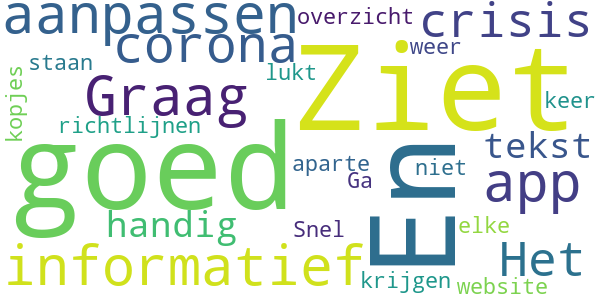 aanpassen
overzicht
crisis
corona
weer
staan
lukt
Ziet
kopjes
Graag
keer
richtlijnen
goed
En
tekst
aparte
niet
Ga
app
handig
Snel
elke
informatief
Het
krijgen
website